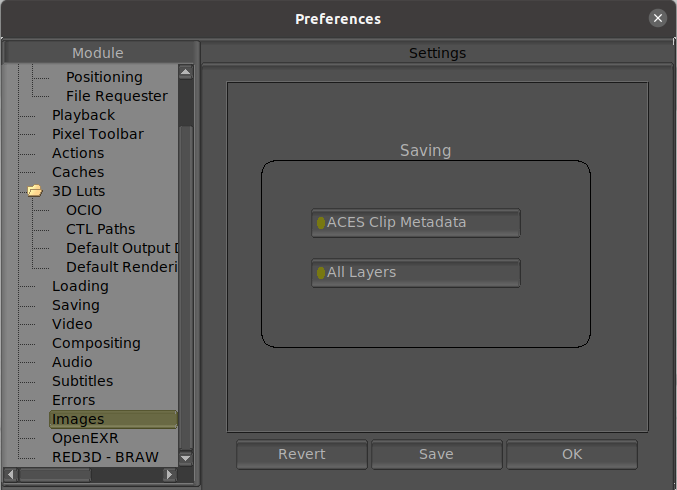 Preferences
Module
Settings
Positioning
File Requester
Playback
Pixel Toolbar
Actions
Caches
3D Luts
OCIO
CTL Paths
Default Output D
Default Renderi
Loading
Saving
Video
Compositing
Audio
Subtitles
Errors
Images
OpenEXR
RED3D - BRAW
Saving
ACES Clip Metadata
All Layers
Revert
Save
OK